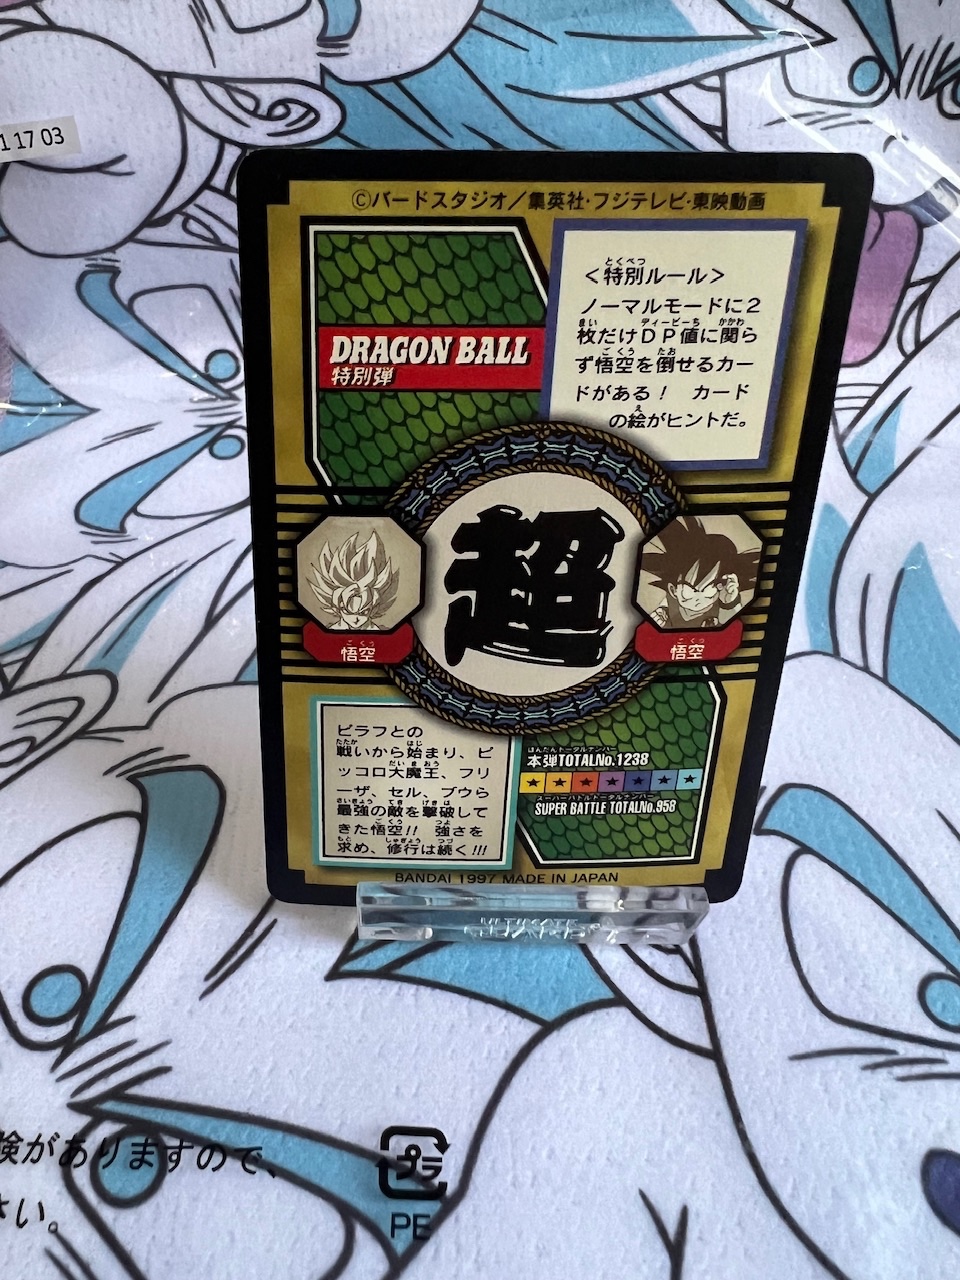 1 17 03
Ⓒバードスタジオ／集英社・フジテレビ・東映動画
DRAGON BALL
特別弾
とくべつ
＜特別ルール＞
ノーマルモードに２
まい ディーピーち かかわ
枚だけＤＰ値に関ら
ごくう たお
ず悟空を倒せるカー
ドがある！　カード
え
の絵がヒントだ。
超
ごくう
悟空
ごくう
悟空
ピラフとの
たたか はじ
戦いから始まり、ピ
だいまおう
ッコロ大魔王、フリ
ーザ、セル、ブウら
さいきょう てき げきは
最強の敵を撃破して
ごくう つよ
きた悟空!! 強さを
もと しゅぎょう つづ
求め、修行は続く!!!
ほんだんトータルナンバー
本弾TOTALNo.1238
スーパーバトルトータルナンバー
SUPER BATTLE TOTALNo.958
BANDAI 1997 MADE IN JAPAN
ULTIMATE
GUARD
険がありますので、
さい。
プラ
PE